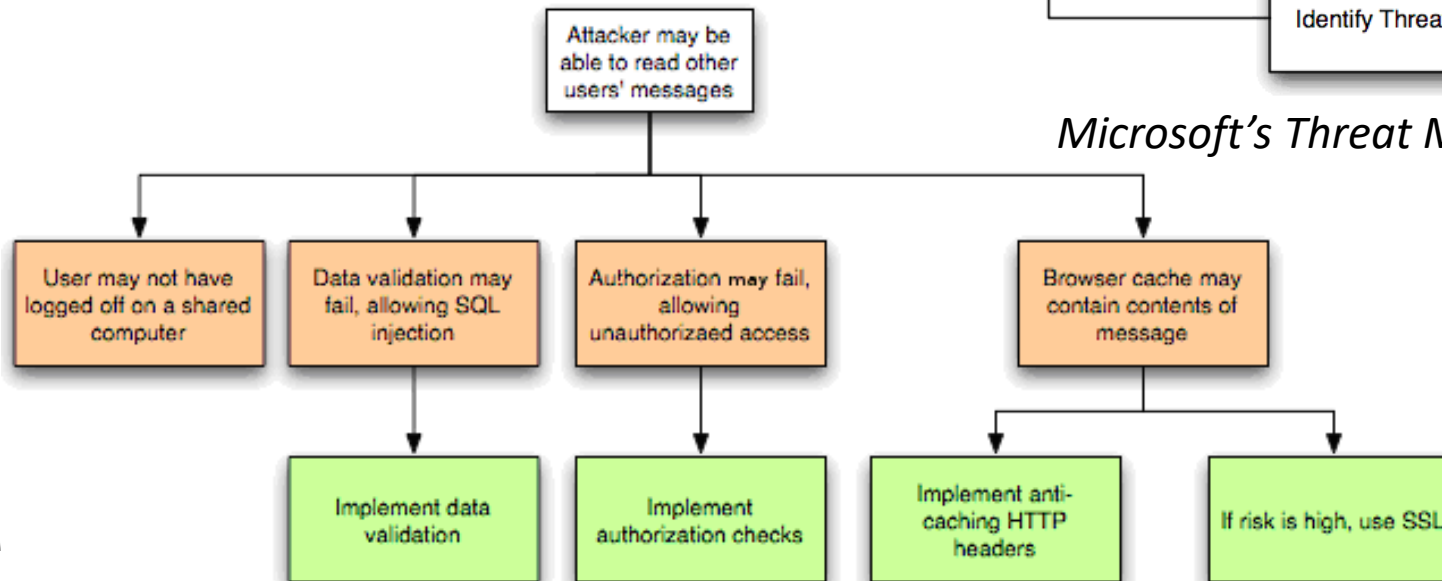 Identify Threa
Attacker may be
able to read other
users' messages
Microsoft's Threat M
User may not have
logged off on a shared
computer
Data validation may
fail, allowing SQL
injection
Authorization may fail,
allowing
unauthorizaed access
Browser cache may
contain contents of
message
Implement data
validation
Implement
authorization checks
Implement anti-
caching HTTP
headers
If risk is high, use SSL